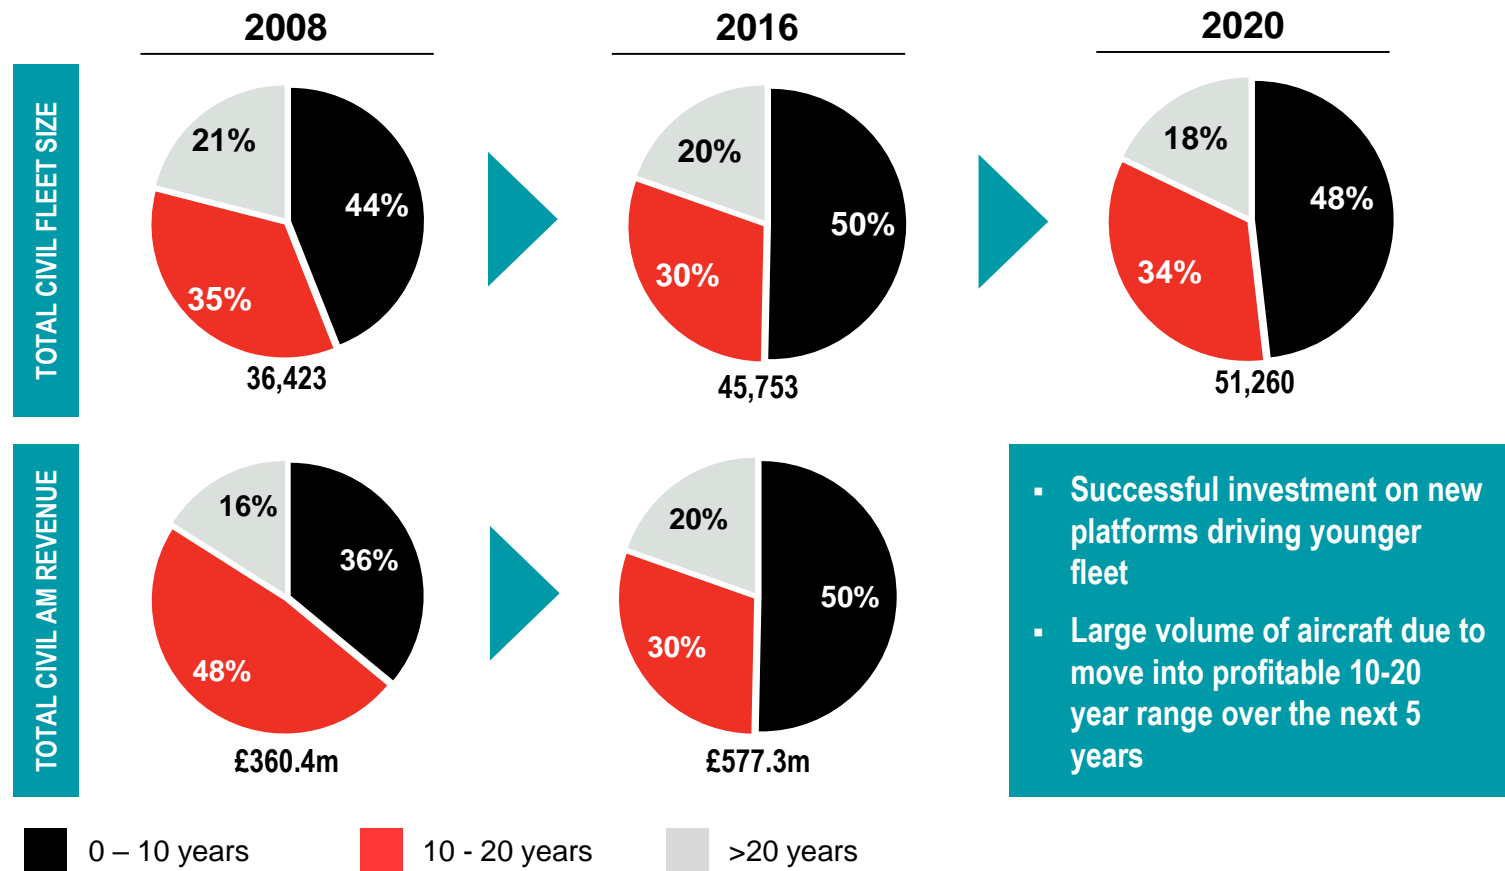 2008
2016
2020
TOTAL CIVIL FLEET SIZE
21%
44%
35%
36,423
20%
50%
30%
45,753
18%
48%
34%
51,260
TOTAL CIVIL AM REVENUE
16%
36%
48%
£360.4m
20%
50%
30%
£577.3m
▪ Successful investment on new
platforms driving younger
fleet
▪ Large volume of aircraft due to
move into profitable 10-20
year range over the next 5
years
0 – 10 years
10 - 20 years
>20 years